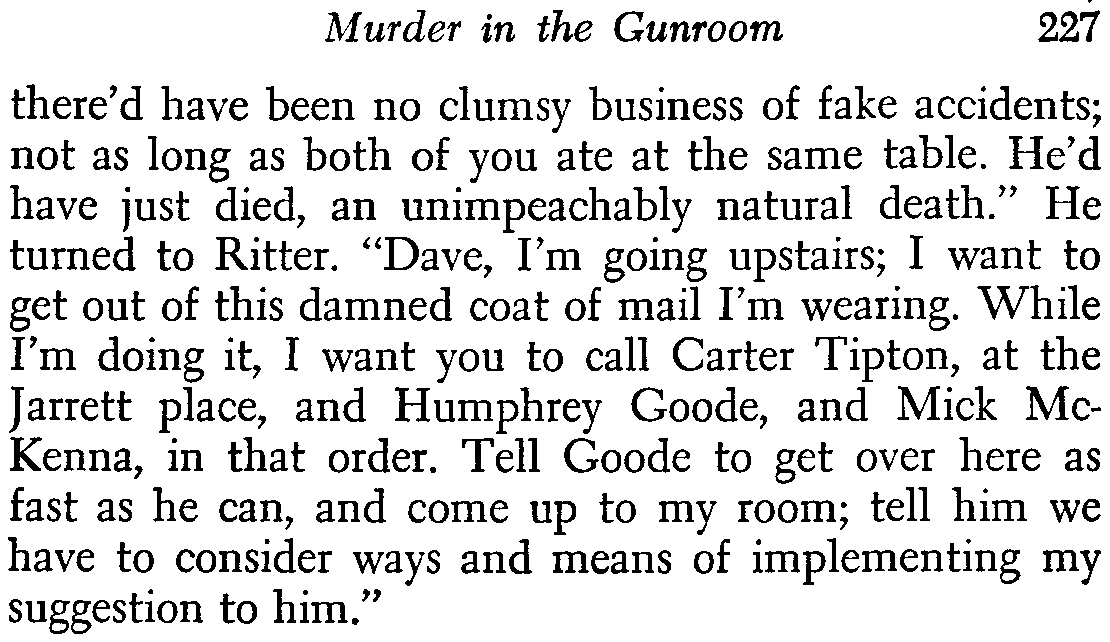 Murder in the Gunroom 227
there'd have been no clumsy business of fake accidents;
not as long as both of you ate at the same table. He'd
have just died, an unimpeachably natural death." He
turned to Ritter. "Dave, I'm going upstairs; I want to
get out of this damned coat of mail I'm wearing. While
I'm doing it, I want you to call Carter Tipton, at the
Jarrett place, and Humphrey Goode, and Mick Mc-
Kenna, in that order. Tell Goode to get over here as
fast as he can, and come up to my room; tell him we
have to consider ways and means of implementing my
suggestion to him."